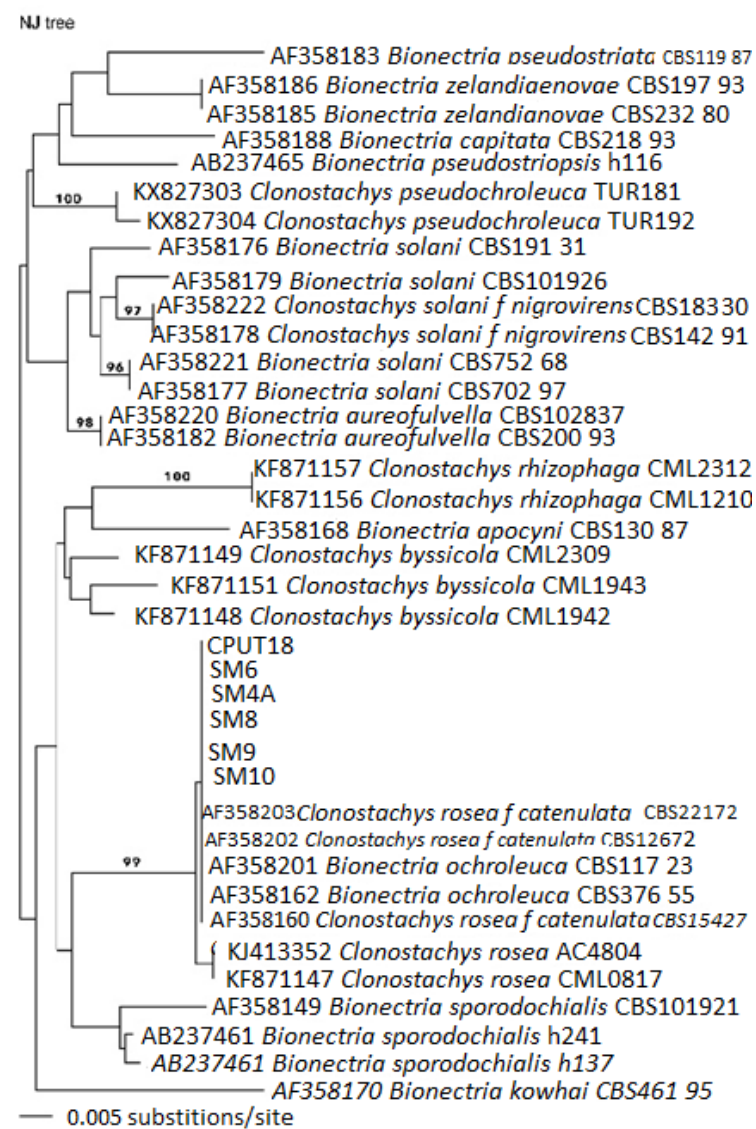 NJ tree
AF358183 Bionectria pseudostriata CBS119 87
AF358186 Bionectria zelandiaenovae CBS197 93
AF358185 Bionectria zelandianovae CBS232 80
AF358188 Bionectria capitata CBS218 93
AB237465 Bionectria pseudostriopsis h116
100
KX827303 Clonostachys pseudochroleuca TUR181
KX827304 Clonostachys pseudochroleuca TUR192
AF358176 Bionectria solani CBS191 31
AF358179 Bionectria solani CBS101926
97
AF358222 Clonostachys solani f nigrovirens CBS18330
AF358178 Clonostachys solani f nigrovirens CBS142 91
AF358221 Bionectria solani CBS752 68
96
AF358177 Bionectria solani CBS702 97
AF358220 Bionectria aureofulvella CBS102837
98
AF358182 Bionectria aureofulvella CBS200 93
KF871157 Clonostachys rhizophaga CML2312
100
KF871156 Clonostachys rhizophaga CML1210
AF358168 Bionectria apocyni CBS130 87
KF871149 Clonostachys byssicola CML2309
KF871151 Clonostachys byssicola CML1943
KF871148 Clonostachys byssicola CML1942
CPUT18
SM6
SM4A
SM8
SM9
SM10
AF358203 Clonostachys rosea f catenulata CBS22172
AF358202 Clonostachys rosea f catenulata CBS12672
99
AF358201 Bionectria ochroleuca CBS117 23
AF358162 Bionectria ochroleuca CBS376 55
AF358160 Clonostachys rosea f catenulata CBS15427
KJ413352 Clonostachys rosea AC4804
KF871147 Clonostachys rosea CML0817
AF358149 Bionectria sporodochialis CBS101921
AB237461 Bionectria sporodochialis h241
AB237461 Bionectria sporodochialis h137
AF358170 Bionectria kowhai CBS461 95
0.005 substitions/site